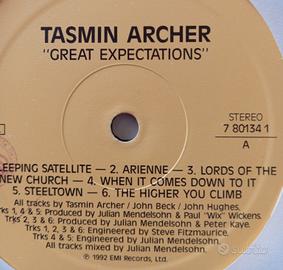 TASMIN ARCHER
"GREAT EXPECTATIONS"
STEREO
7 80134 1
A
LEEPING SATELLITE — 2. ARIENNE — 3. LORDS OF THE
NEW CHURCH — 4. WHEN IT COMES DOWN TO IT
5. STEELTOWN — 6. THE HIGHER YOU CLIMB
All tracks by Tasmin Archer / John Beck / John Hughes
Trks 1, 4 & 5: Produced by Julian Mendelsohn & Paul "Wix" Wickens.
Produced by Julian Mendelsohn & Peter Kaye.
Trks 1, 2, 3 & 6: Engineered by Steve Fitzmaurice.
Trks 4 & 5: Engineered by Julian Mendelsohn.
All tracks mixed by Julian Mendelsohn.
℗ 1992 EMI Records, Ltd.
subito